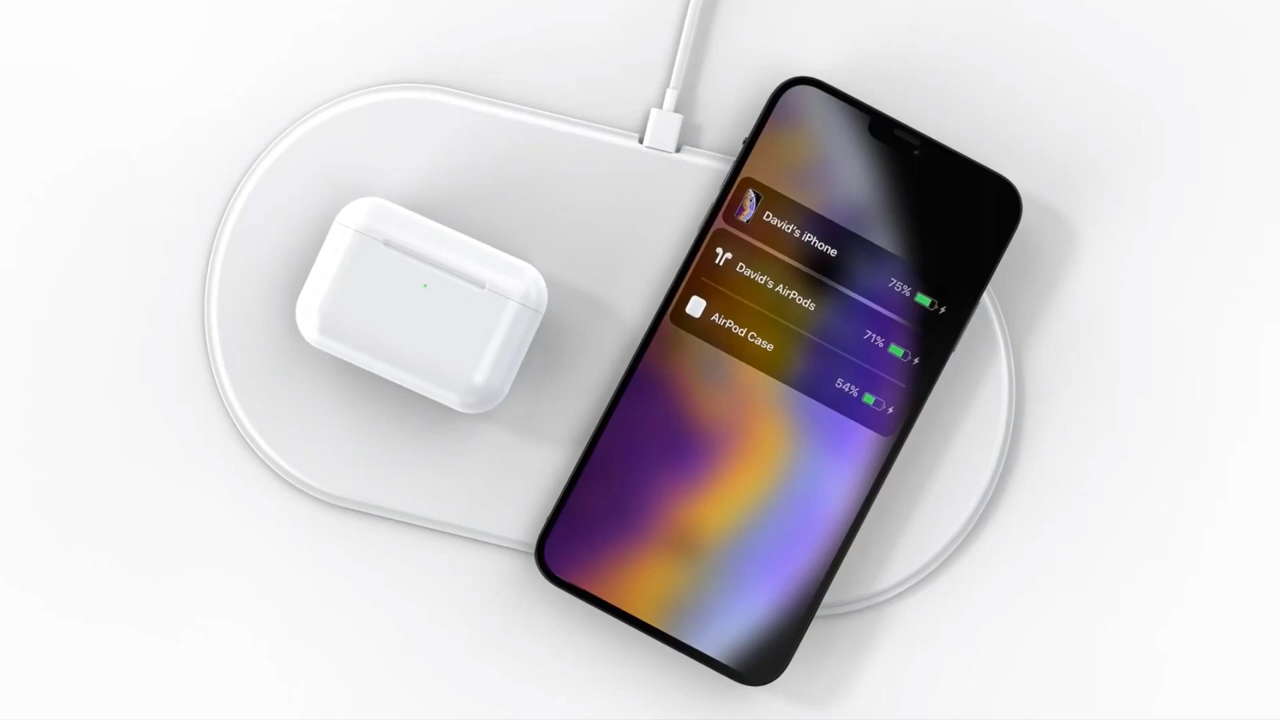 David's iPhone
75%
David's AirPods
71%
AirPod Case
54%